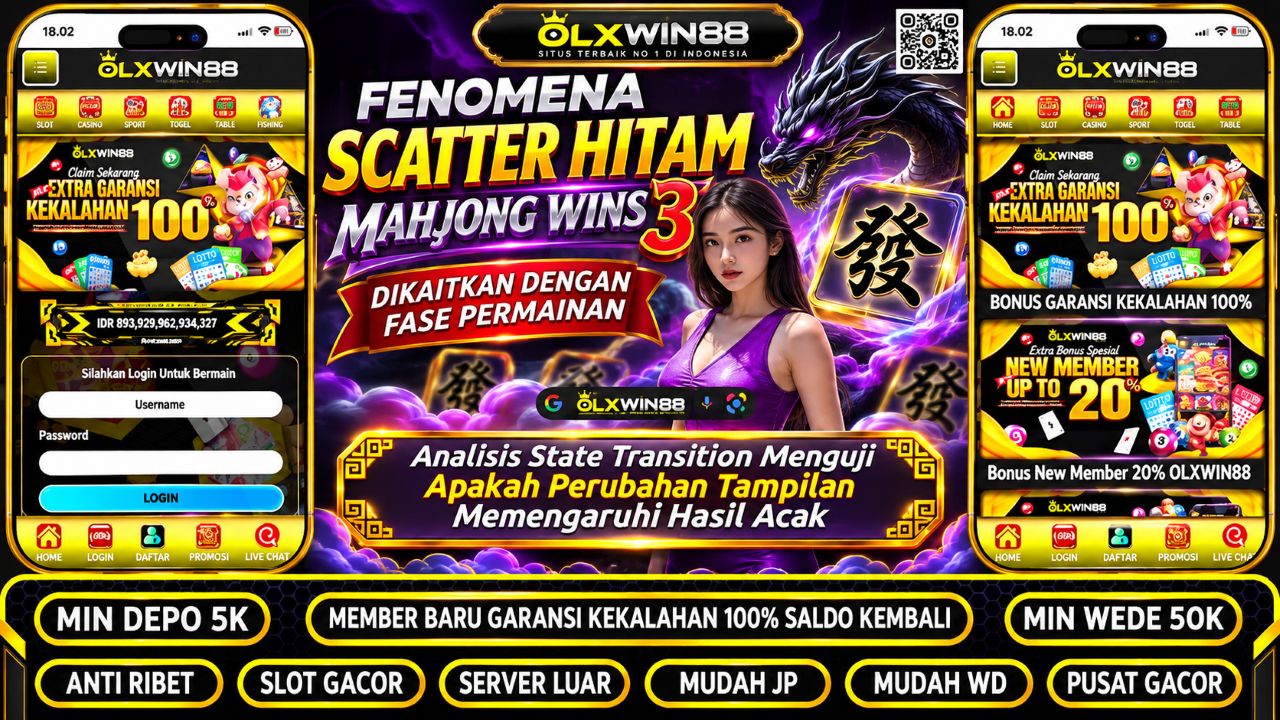 OLXWIN88
SITUS TERBAIK NO 1 DI INDONESIA
18.02
OLXWIN88
SLOT
CASINO
SPORT
TOGEL
TABLE
FISHING
OLXWIN88
Claim Sekarang
EXTRA GARANSI
KEKALAHAN 100%
LOTTO
IDR 893,929,962,934,327
Silahkan Login Untuk Bermain
Username
Password
LOGIN
HOME
LOGIN
DAFTAR
PROMOSI
LIVE CHAT
FENOMENA
SCATTER HITAM
MAHJONG WINS 3
DIKAITKAN DENGAN
FASE PERMAINAN
發
發
發
OLXWIN88
Analisis State Transition Menguji
Apakah Perubahan Tampilan
Memengaruhi Hasil Acak
18.02
OLXWIN88
HOME
SLOT
CASINO
SPORT
TOGEL
TABLE
OLXWIN88
Claim Sekarang
EXTRA GARANSI
KEKALAHAN 100%
LOTTO
BONUS GARANSI KEKALAHAN 100%
OLXWIN88
Extra Bonus Spesial
NEW MEMBER
UP TO 20%
LOTTO
Bonus New Member 20% OLXWIN88
OLXWIN88
HOME
LOGIN
DAFTAR
PROMOSI
LIVE CHA
MIN DEPO 5K
MEMBER BARU GARANSI KEKALAHAN 100% SALDO KEMBALI
MIN WEDE 50K
ANTI RIBET
SLOT GACOR
SERVER LUAR
MUDAH JP
MUDAH WD
PUSAT GACOR